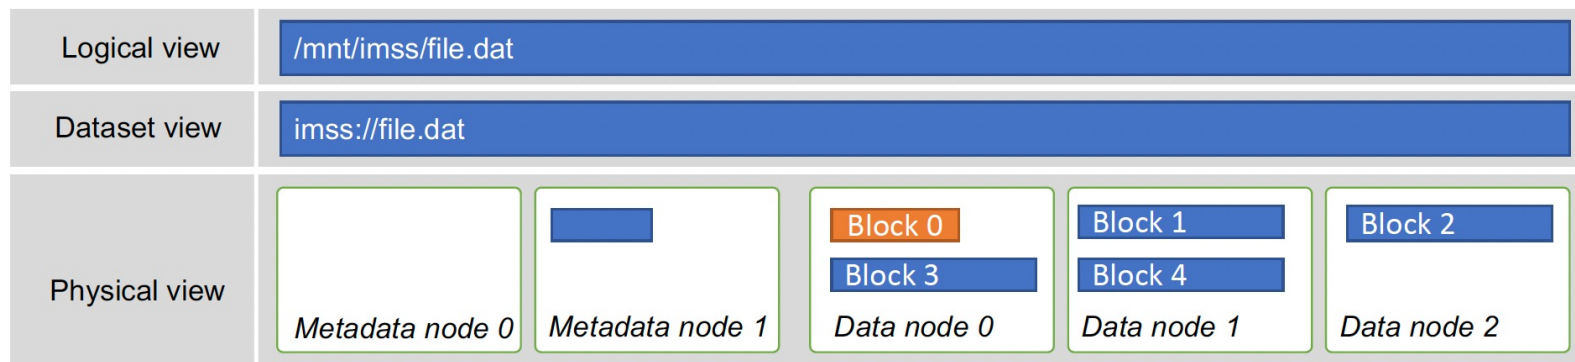 Logical view
/mnt/imss/file.dat
Dataset view
imss://file.dat
Physical view
Metadata node 0
Metadata node 1
Block 0
Block 3
Data node 0
Block 1
Block 4
Data node 1
Block 2
Data node 2